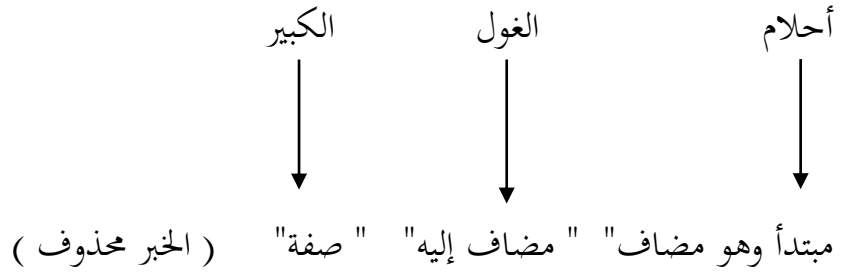 أحلام الغول الكبير
مبتدأ وهو مضاف" " مضاف إليه" " صفة" ( الخبر محذوف )